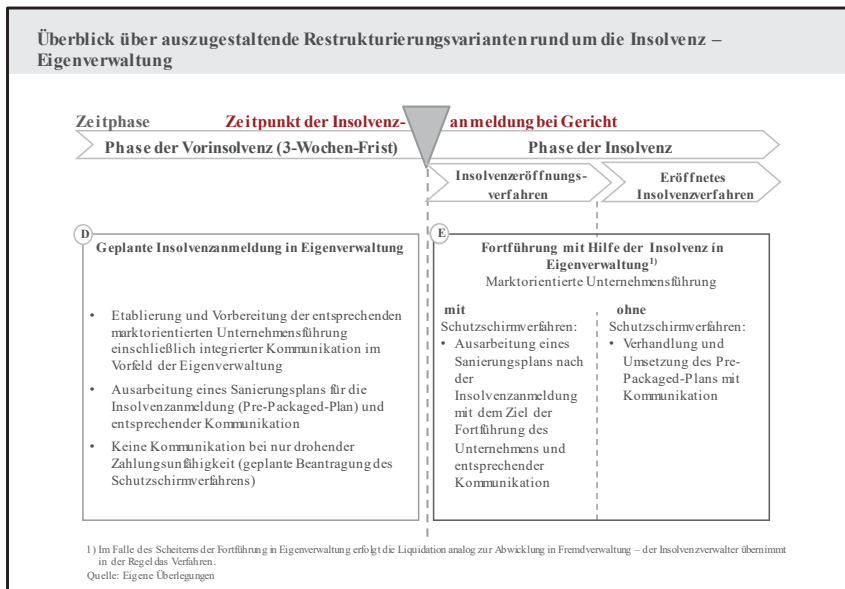 Überblick über auszugestaltende Restrukturierungsvarianten rund um die Insolvenz –
Eigenverwaltung
Zeitphase
Zeitpunkt der Insolvenz-anmeldung bei Gericht
Phase der Vorinsolvenz (3-Wochen-Frist)
Phase der Insolvenz
Insolvenzeröffnungs-
verfahren
Eröffnetes
Insolvenzverfahren
D
Geplante Insolvenzanmeldung in Eigenverwaltung
• Etablierung und Vorbereitung der entsprechenden
marktorientierten Unternehmensführung
einschließlich integrierter Kommunikation im
Vorfeld der Eigenverwaltung
• Ausarbeitung eines Sanierungsplans für die
Insolvenzanmeldung (Pre-Packaged-Plan) und
entsprechender Kommunikation
• Keine Kommunikation bei nur drohender
Zahlungsunfähigkeit (geplante Beantragung des
Schutzschirmverfahrens)
E
Fortführung mit Hilfe der Insolvenz ín
Eigenverwaltung1)
Marktorientierte Unternehmensführung
mit
Schutzschirmverfahren:
• Ausarbeitung eines
Sanierungsplans nach
der
Insolvenzanmeldung
mit dem Ziel der
Fortführung des
Unternehmens und
entsprechender
Kommunikation
ohne
Schutzschirmverfahren:
• Verhandlung und
Umsetzung des Pre-
Packaged-Plans mit
Kommunikation
1) Im Falle des Scheiterns der Fortführung in Eigenverwaltung erfolgt die Liquidation analog zur Abwicklung in Fremdverwaltung – der Insolvenzverwalter übernimmt
in der Regel das Verfahren.
Quelle: Eigene Überlegungen